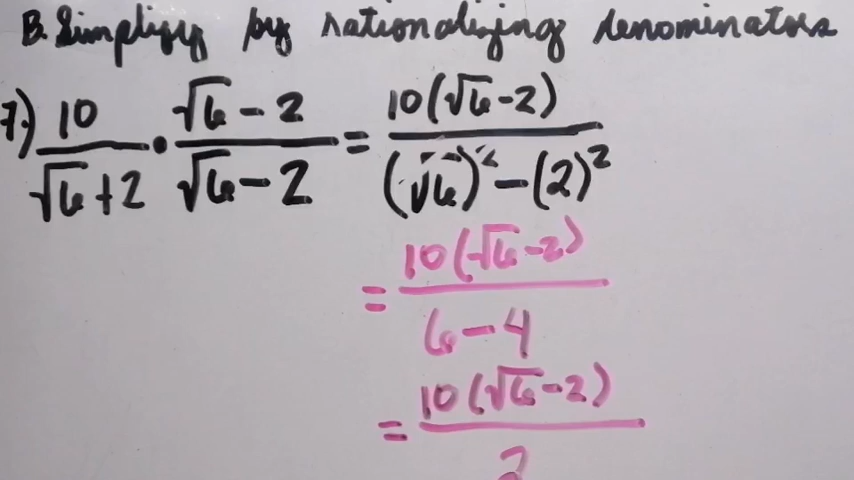 B. Simplify by rationalizing denominators
7.) 10/(√6+2) · (√6-2)/(√6-2) = 10(√6-2)/((√6)²-(2)²)
= 10(√6-2)/(6-4)
= 10(√6-2)/2